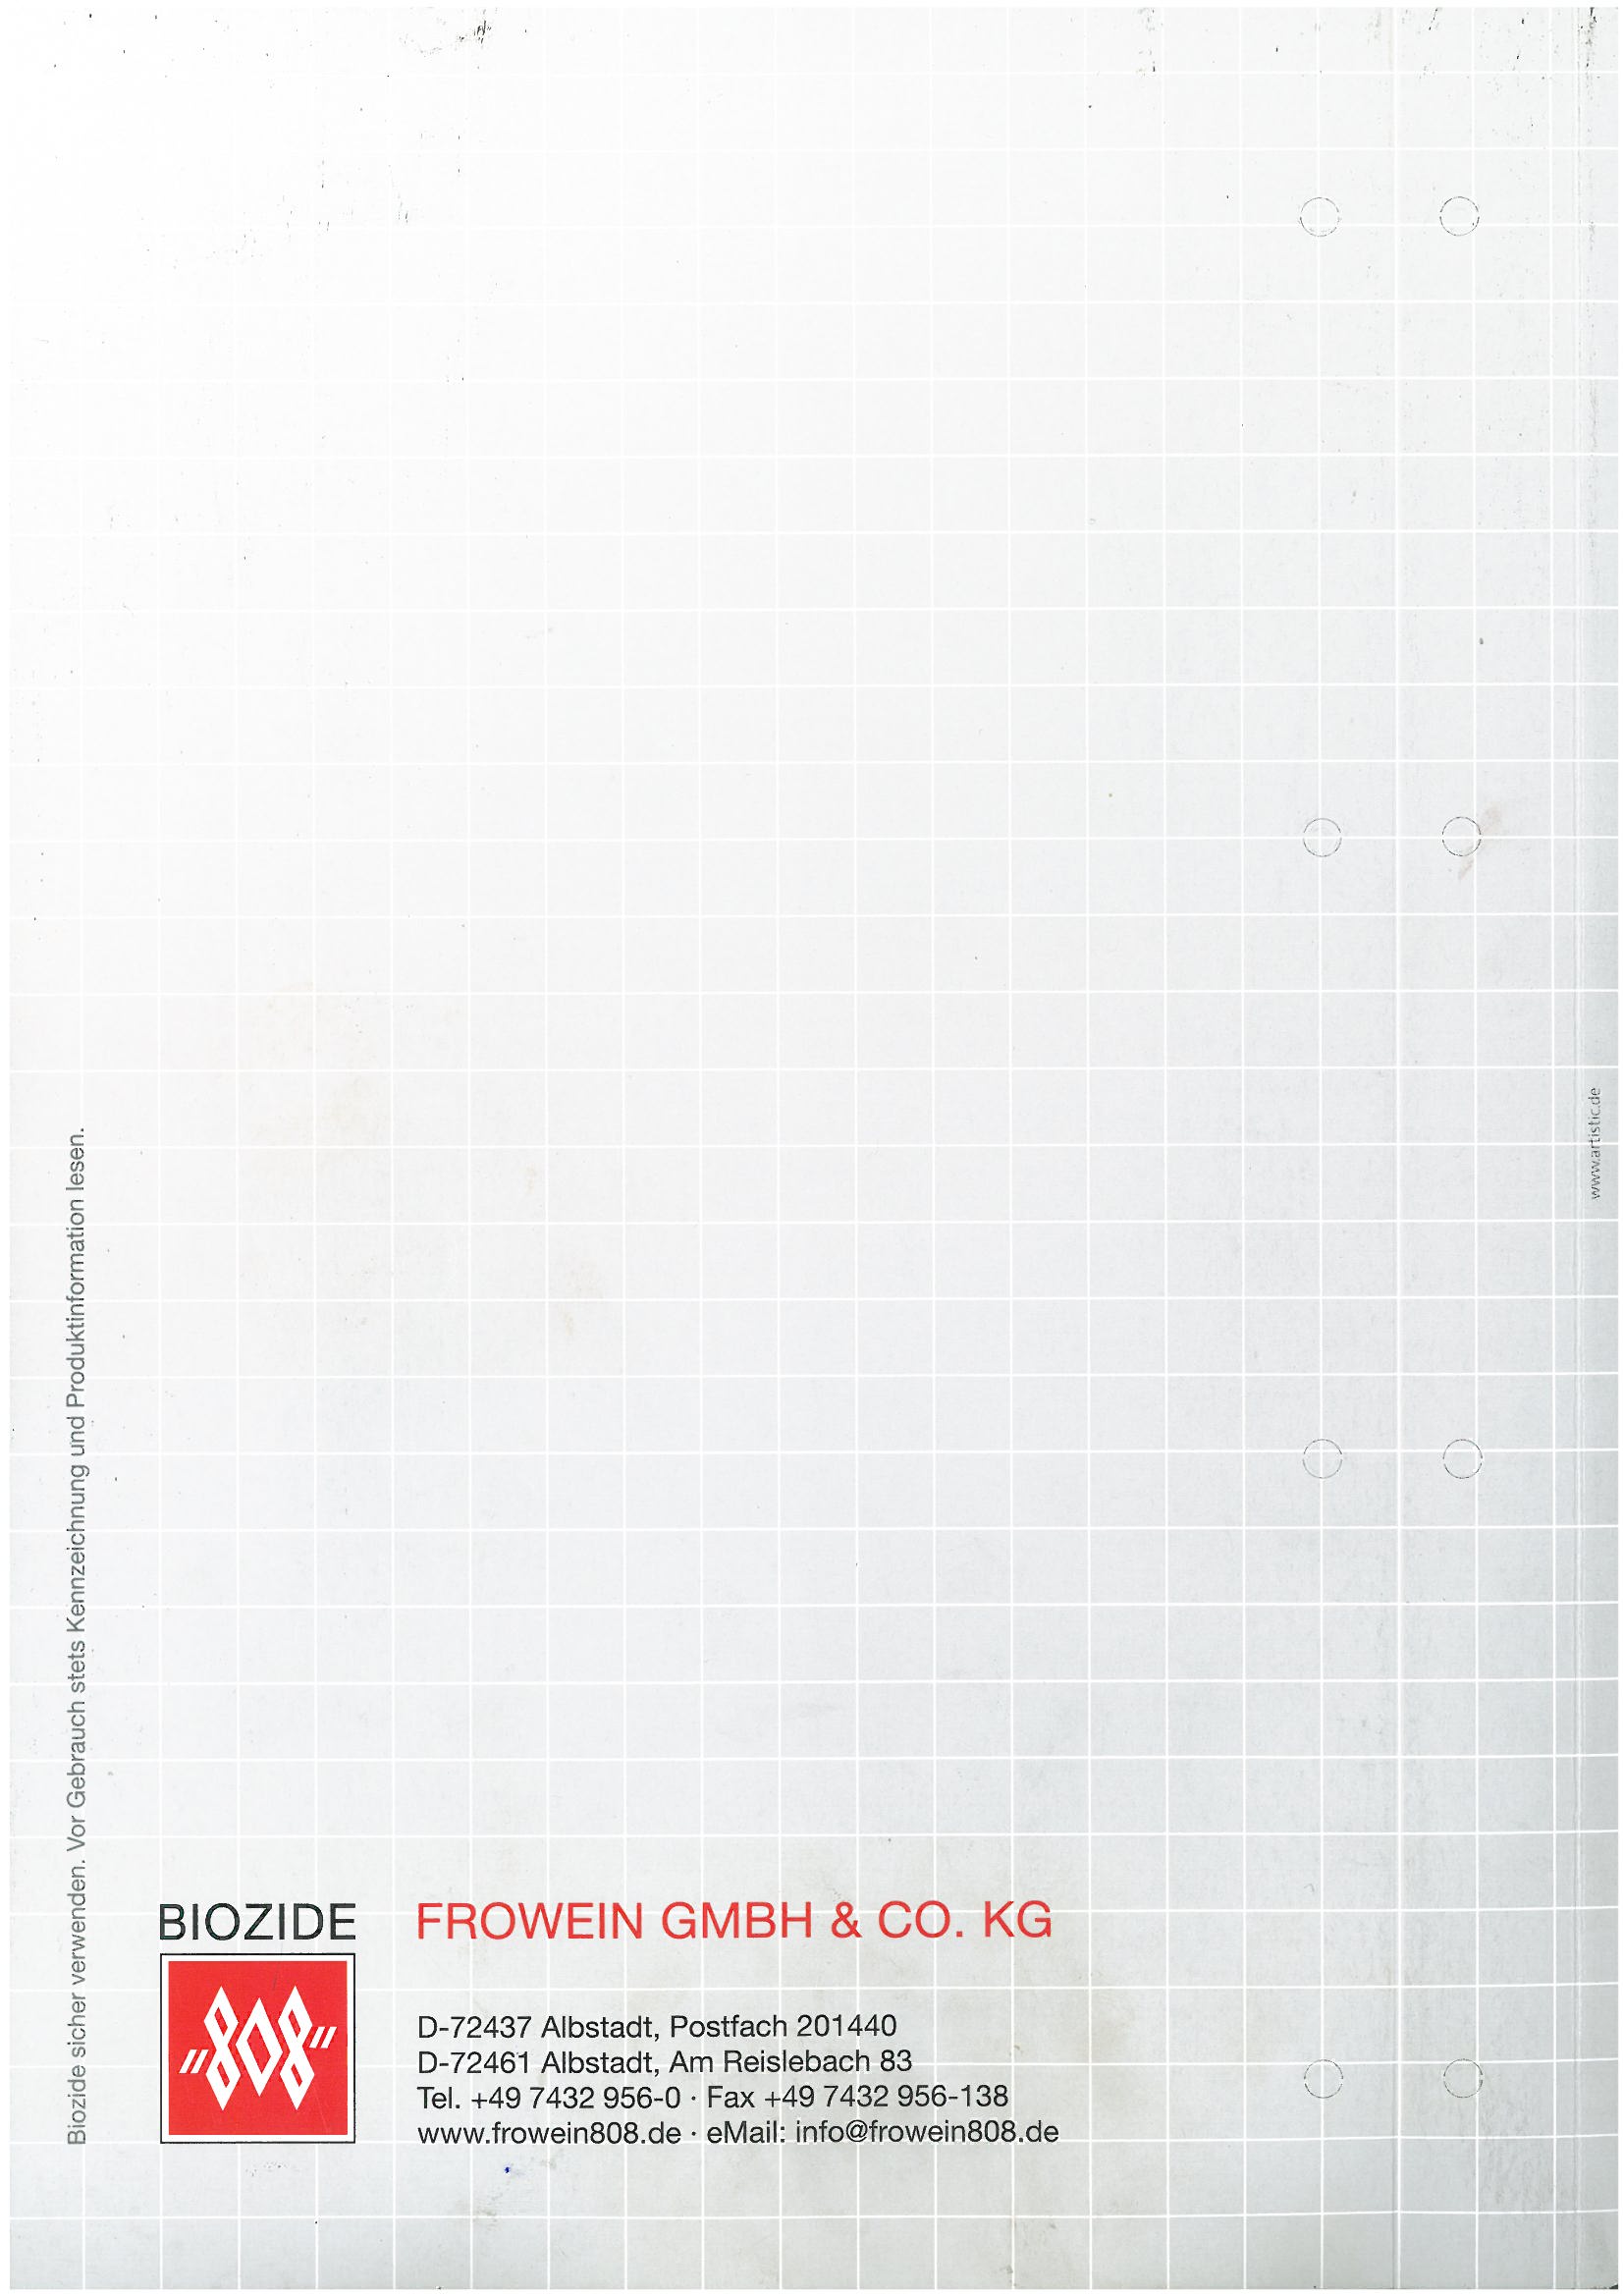 Biozide sicher verwenden. Vor Gebrauch stets Kennzeichnung und Produktinformation lesen.
www.artistic.de
BIOZIDE
„808“
FROWEIN GMBH & CO. KG
D-72437 Albstadt, Postfach 201440
D-72461 Albstadt, Am Reislebach 83
Tel. +49 7432 956-0 · Fax +49 7432 956-138
www.frowein808.de · eMail: info@frowein808.de